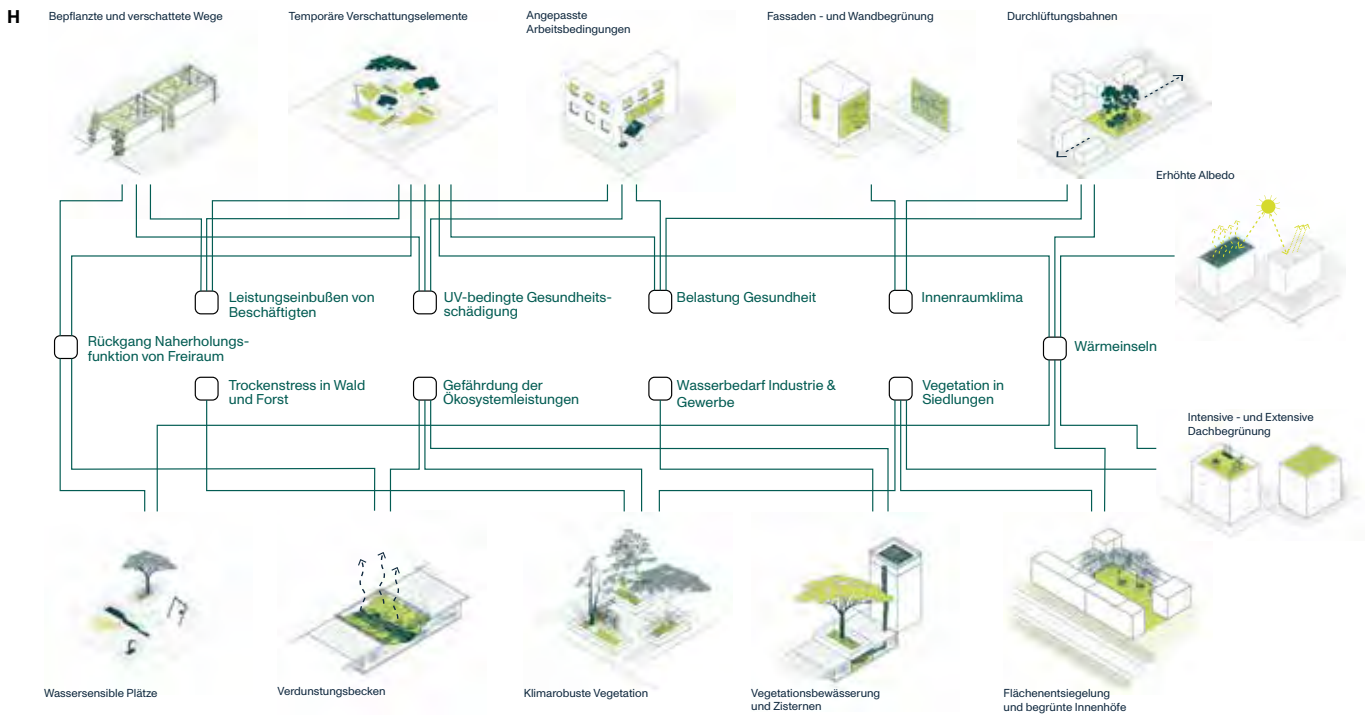 H
Bepflanzte und verschattete Wege
Temporäre Verschattungselemente
Angepasste
Arbeitsbedingungen
Fassaden - und Wandbegrünung
Durchlüftungsbahnen
Erhöhte Albedo
Leistungseinbußen von
Beschäftigten
UV-bedingte Gesundheits-
schädigung
Belastung Gesundheit
Innenraumklima
Rückgang Naherholungs-
funktion von Freiraum
Wärmeinseln
Trockenstress in Wald
und Forst
Gefährdung der
Ökosystemleistungen
Wasserbedarf Industrie &
Gewerbe
Vegetation in
Siedlungen
Intensive - und Extensive
Dachbegrünung
Wassersensible Plätze
Verdunstungsbecken
Klimarobuste Vegetation
Vegetationsbewässerung
und Zisternen
Flächenentsiegelung
und begrünte Innenhöfe